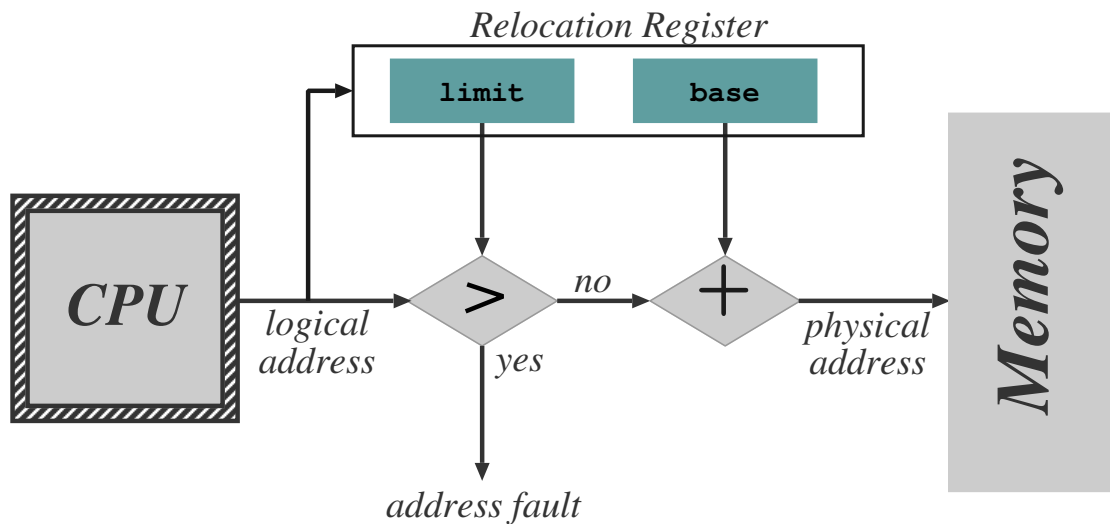 Relocation Register
limit
base
CPU
logical
address
>
no
yes
+
physical
address
Memory
address fault